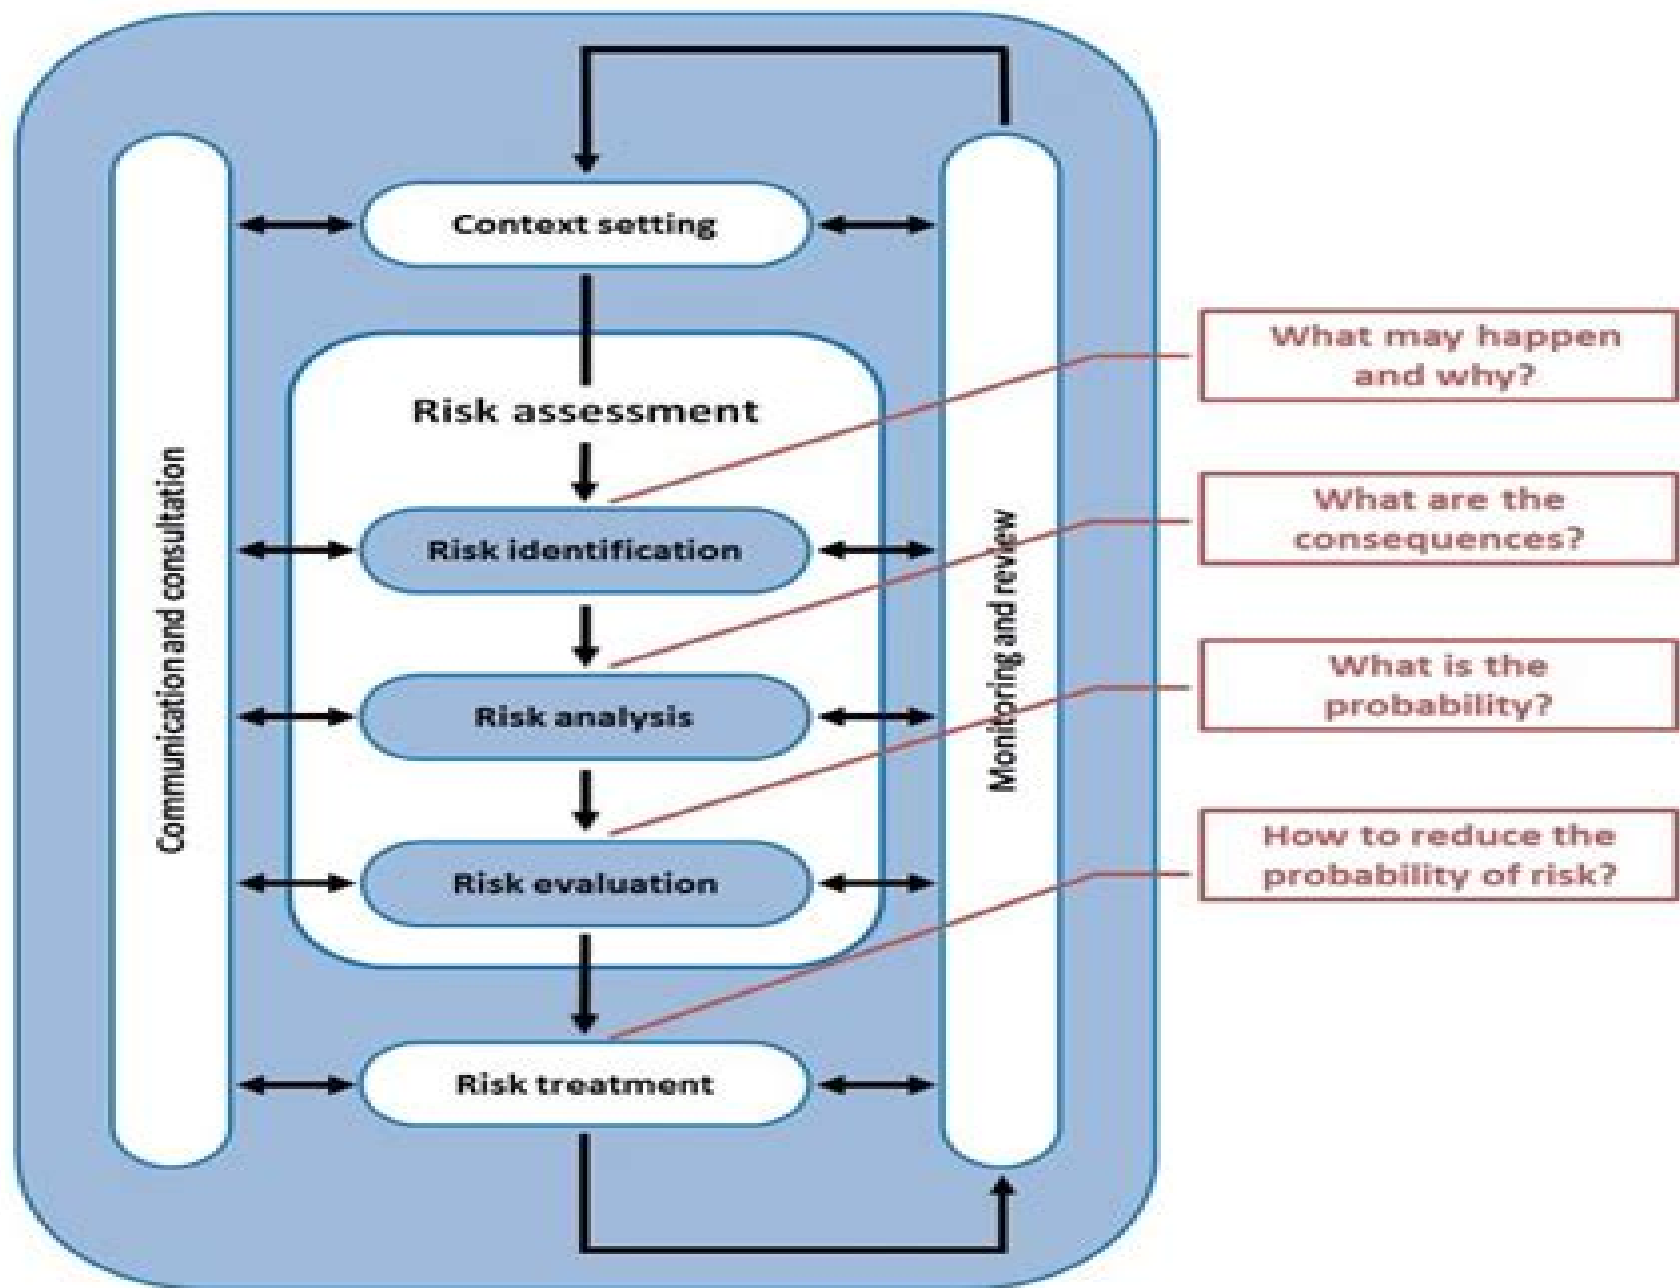 Context setting
Risk assessment
Risk identification
Risk analysis
Risk evaluation
Risk treatment
Communication and consultation
Monitoring and review
What may happen
and why?
What are the
consequences?
What is the
probability?
How to reduce the
probability of risk?